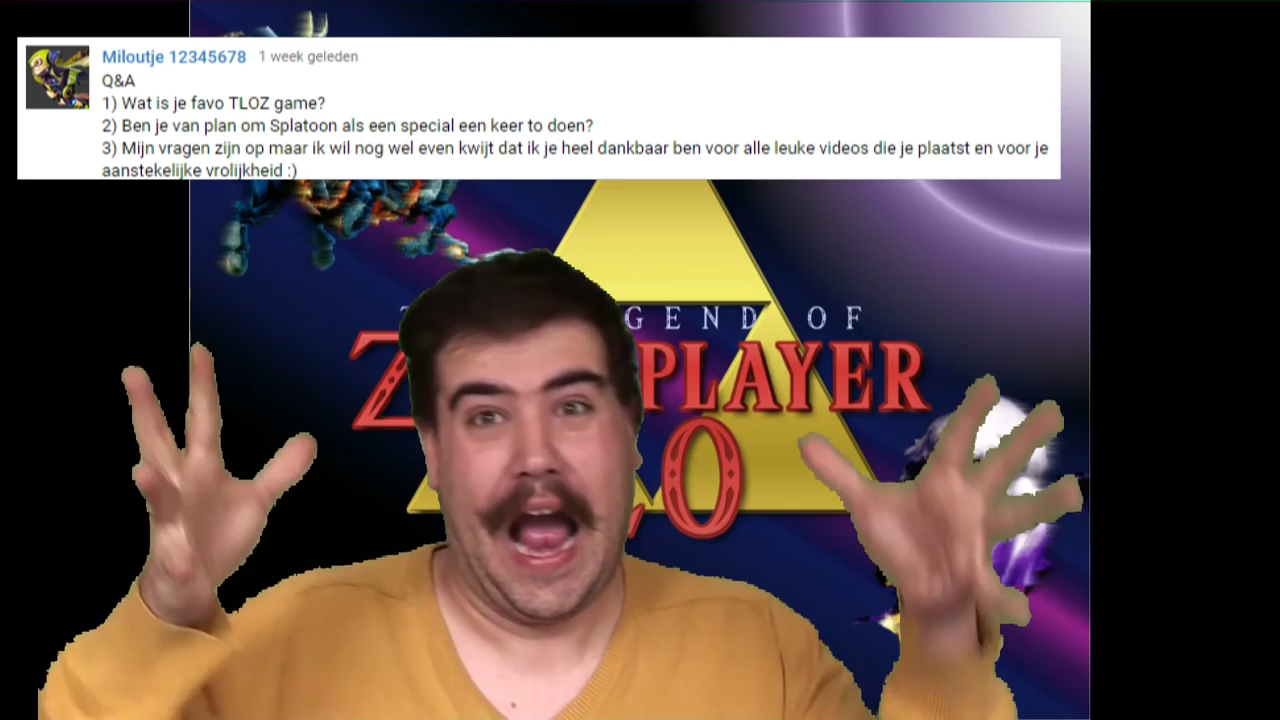 Miloutje 12345678 1 week geleden
Q&A
1) Wat is je favo TLOZ game?
2) Ben je van plan om Splatoon als een special een keer to doen?
3) Mijn vragen zijn op maar ik wil nog wel even kwijt dat ik je heel dankbaar ben voor alle leuke videos die je plaatst en voor je
aanstekelijke vrolijkheid :)
GEND OF
Z PLAYER
0